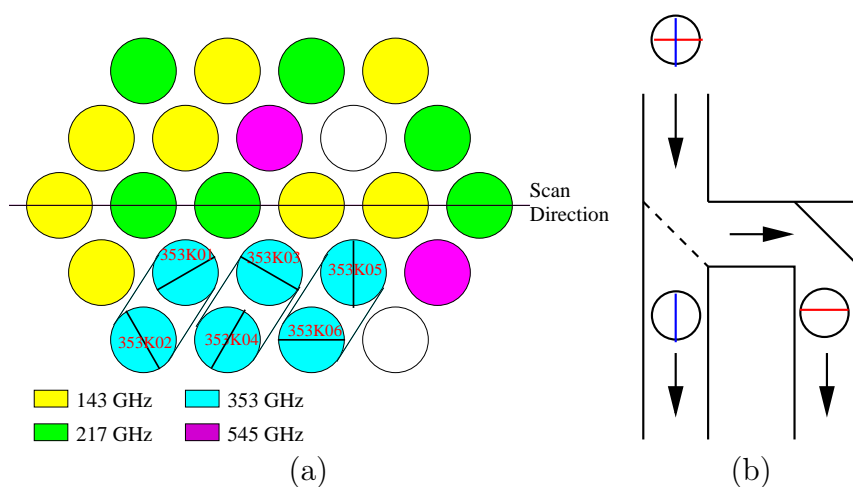 Scan
Direction
353K01
353K03
353K05
353K02
353K04
353K06
143 GHz
353 GHz
217 GHz
545 GHz
(a)
(b)